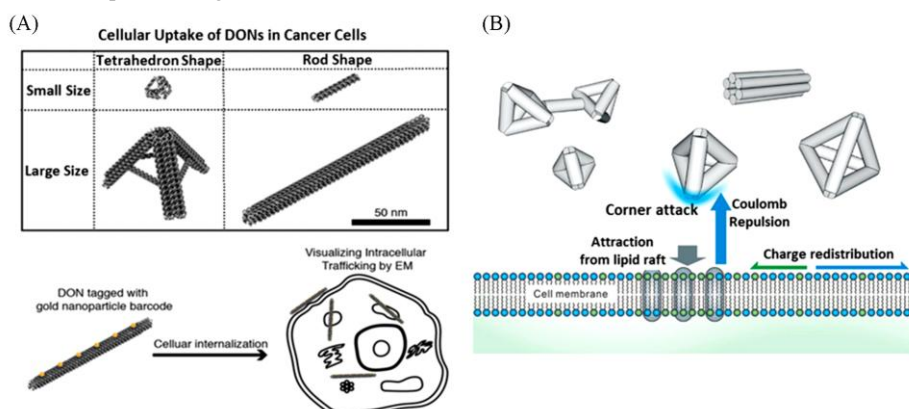 (A)
Cellular Uptake of DONs in Cancer Cells
Tetrahedron Shape
Rod Shape
Small Size
Large Size
50 nm
Visualizing Intracellular
Trafficking by EM
DON tagged with
gold nanoparticle barcode
Celluar internalization
(B)
Corner attack
Coulomb
Repulsion
Attraction
from lipid raft
Charge redistribution
Cell membrane